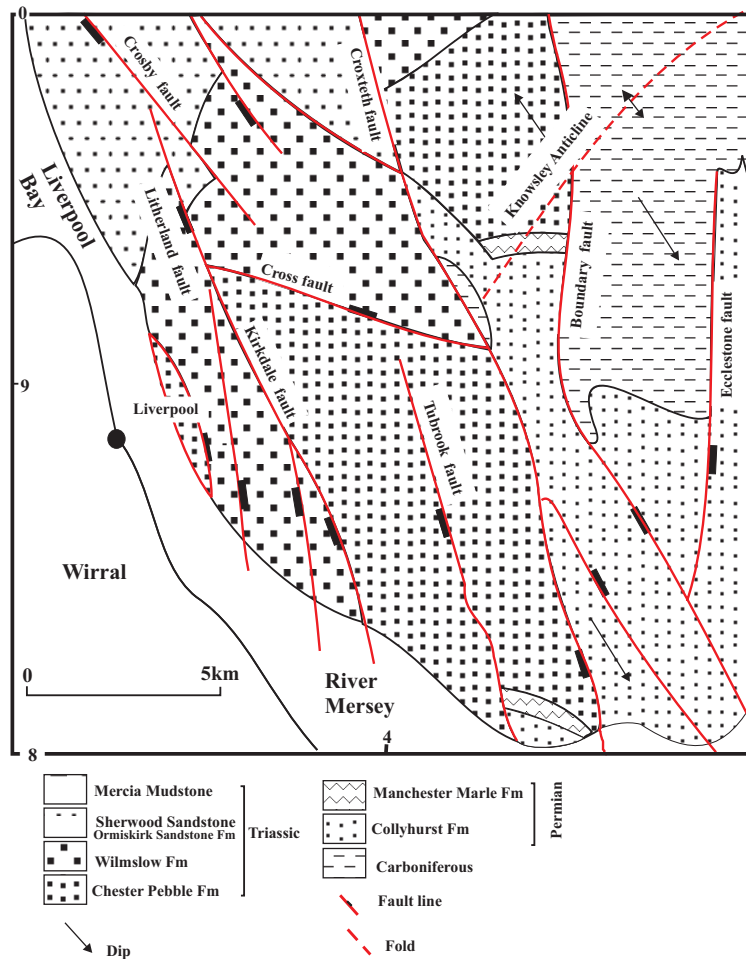 0
Crosby fault
Croxteth fault
Liverpool
Bay
Litherland fault
Knowsley Anticline
Cross fault
Boundary fault
Ecclestone fault
9
Kirkdale fault
Liverpool
Tubrook fault
Wirral
0
5km
River
Mersey
8
4
Mercia Mudstone
Sherwood Sandstone
Ormiskirk Sandstone Fm
Wilmslow Fm
Chester Pebble Fm
Triassic
Manchester Marle Fm
Collyhurst Fm
Permian
Carboniferous
Fault line
Dip
Fold